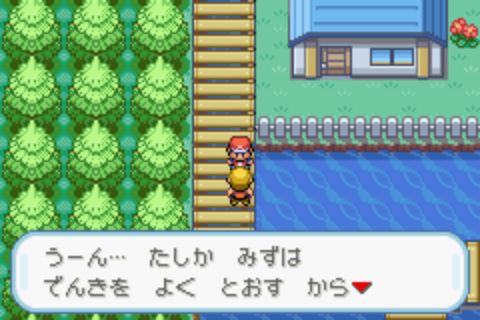 うーん… たしか みずは
でんきを よく とおす から